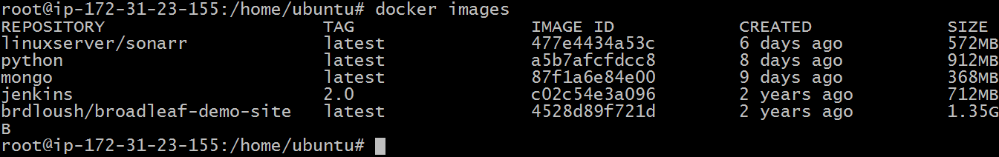 root@ip-172-31-23-155:/home/ubuntu# docker images
REPOSITORY TAG IMAGE ID CREATED SIZE
linuxserver/sonarr latest 477e4434a53c 6 days ago 572MB
python latest a5b7afcfdcc8 8 days ago 912MB
mongo latest 87f1a6e84e00 9 days ago 368MB
jenkins 2.0 c02c54e3a096 2 years ago 712MB
brdloush/broadleaf-demo-site latest 4528d89f721d 2 years ago 1.35G
B
root@ip-172-31-23-155:/home/ubuntu#